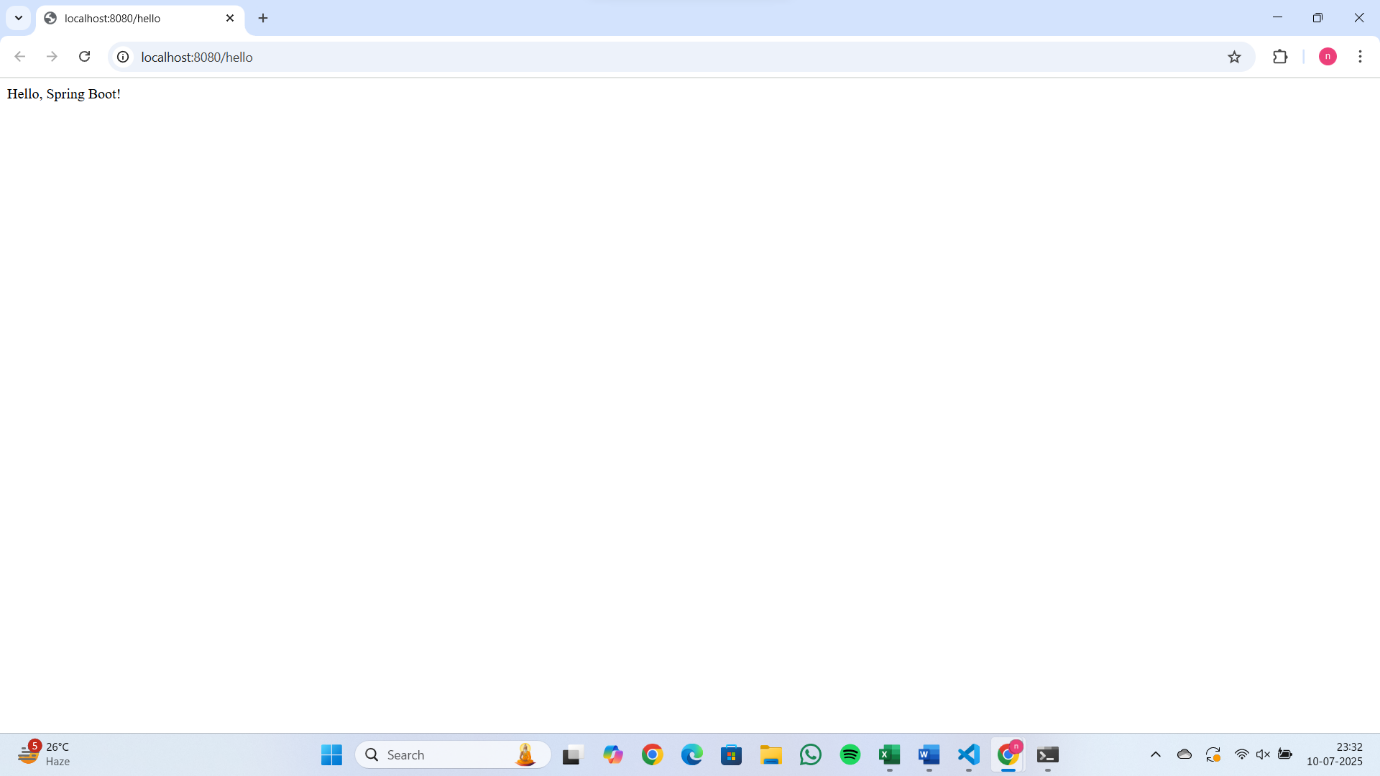 localhost:8080/hello
localhost:8080/hello
n
Hello, Spring Boot!
5
26°C
Haze
Search
n
23:32
10-07-2025